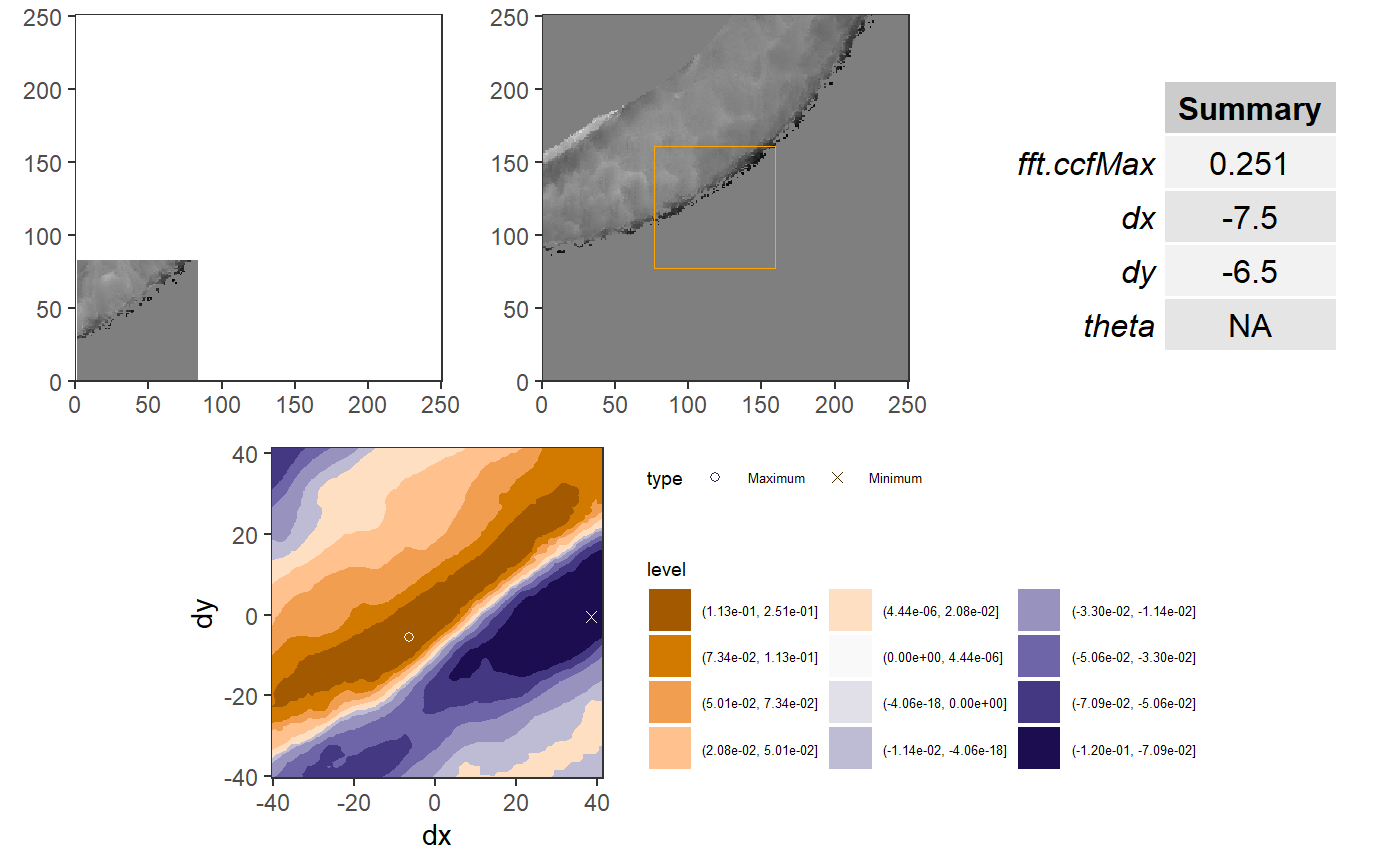 250
200
150
100
50
0
0 50 100 150 200 250
250
200
150
100
50
0
0 50 100 150 200 250
Summary
fft.ccfMax 0.251
dx -7.5
dy -6.5
theta NA
40
20
0
-20
-40
dy
-40 -20 0 20 40
dx
type Maximum Minimum
level
(1.13e-01, 2.51e-01] (4.44e-06, 2.08e-02] (-3.30e-02, -1.14e-02]
(7.34e-02, 1.13e-01] (0.00e+00, 4.44e-06] (-5.06e-02, -3.30e-02]
(5.01e-02, 7.34e-02] (-4.06e-18, 0.00e+00] (-7.09e-02, -5.06e-02]
(2.08e-02, 5.01e-02] (-1.14e-02, -4.06e-18] (-1.20e-01, -7.09e-02]